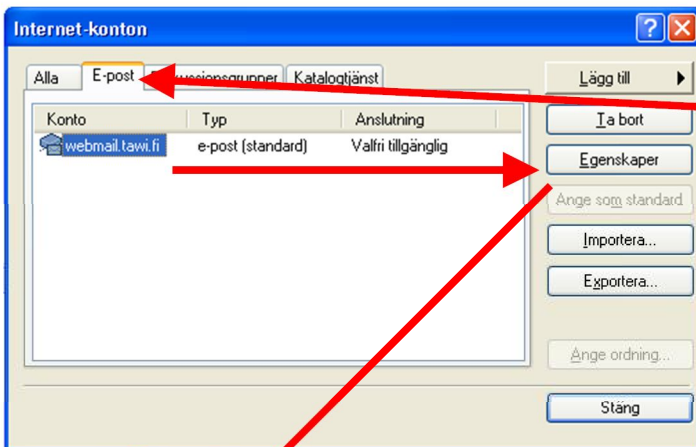 Internet-konton
Alla E-post Katalogtjänst
Lägg till
Konto Typ Anslutning
Ta bort
webmail.tawi.fi e-post (standard) Valfri tillgänglig
Egenskaper
Ange som standard
Importera...
Exportera...
Ange ordning...
Stäng